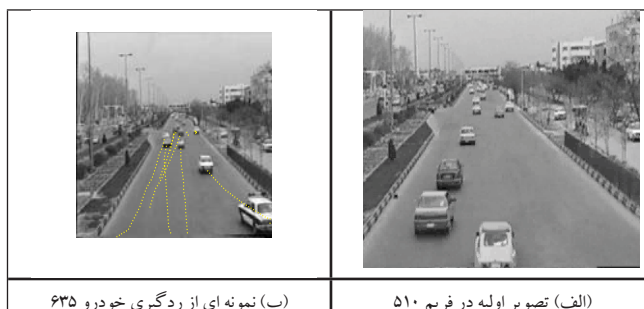 (الف) تصویر اولیه در فریم ۵۱۰
(ب) نمونه ای از ردگیری خودرو ۶۳۵